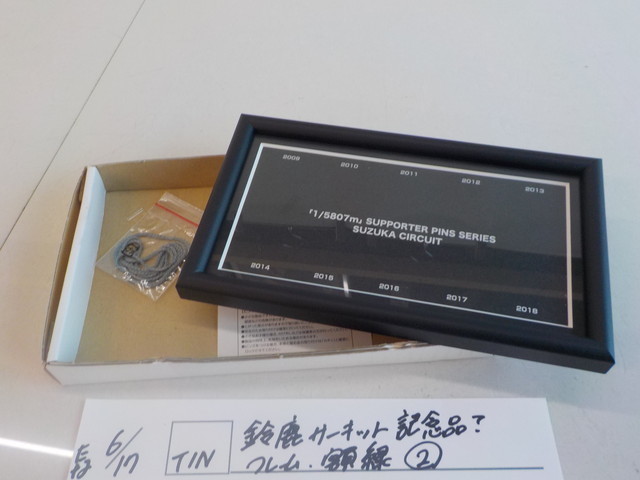 2009 2010 2011 2012 2013
「1/5807m」 SUPPORTER PINS SERIES
SUZUKA CIRCUIT
2014 2015 2016 2017 2018
6/17 TIN 鈴鹿サーキット 記念品?
フレーム・額縁 ②